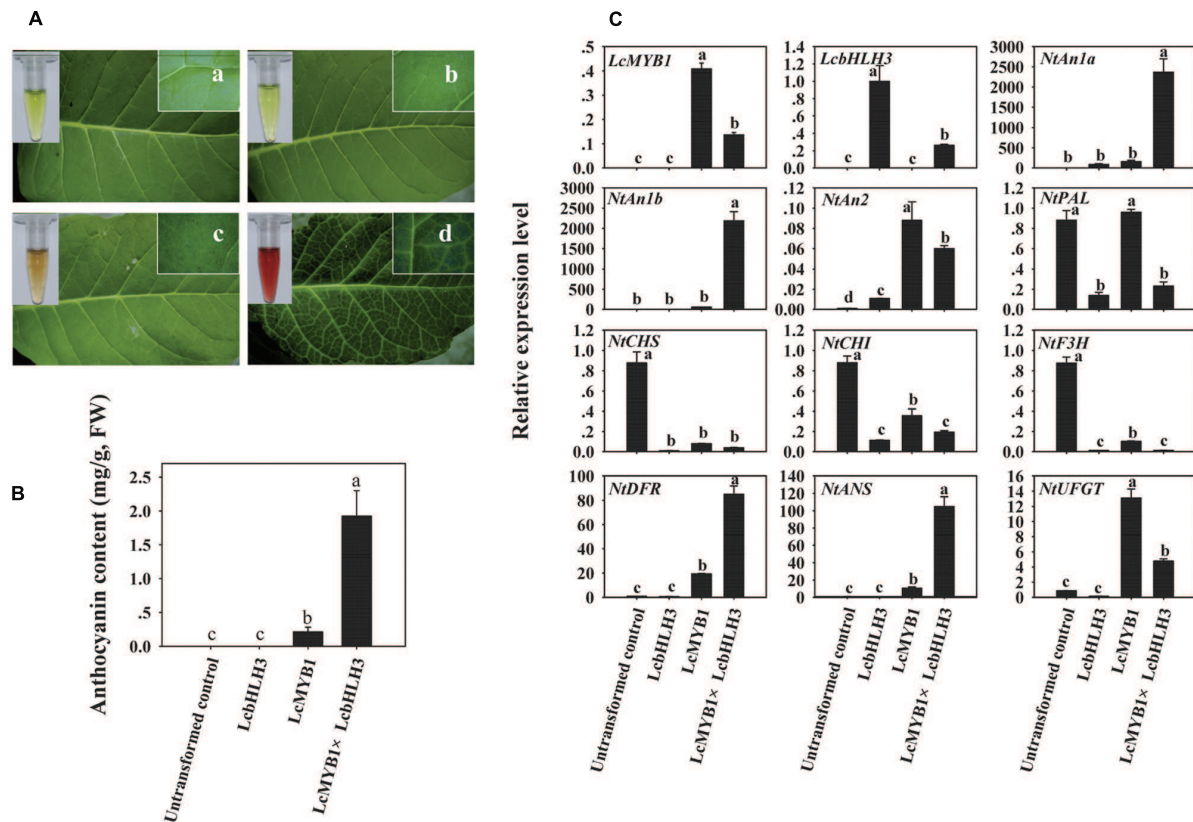 A
a
b
c
d
B
Anthocyanin content (mg/g, FW)
2.5
2.0
1.5
1.0
.5
0.0
c
c
b
a
Untransformed control
LcbHLH3
LcMYB1
LcMYB1× LcbHLH3
C
Relative expression level
LcMYB1
.5
.4
.3
.2
.1
0.0
c
c
a
b
LcbHLH3
1.4
1.2
1.0
.8
.6
.4
.2
0.0
c
a
c
b
NtAn1a
3000
2500
2000
1500
1000
500
0
b
b
b
a
NtAn1b
3000
2500
2000
1500
1000
500
0
b
b
b
a
NtAn2
0.12
0.10
.08
.06
.04
.02
0.00
d
c
a
b
NtPAL
1.2
1.0
.8
.6
.4
.2
0.0
a
b
a
b
NtCHS
1.2
1.0
.8
.6
.4
.2
0.0
a
b
b
b
NtCHI
1.2
1.0
.8
.6
.4
.2
0.0
a
c
b
c
NtF3H
1.2
1.0
.8
.6
.4
.2
0.0
a
c
b
c
NtDFR
100
80
60
40
20
0
c
c
b
a
NtANS
140
120
100
80
60
40
20
0
c
c
b
a
NtUFGT
16
14
12
10
8
6
4
2
0
c
c
a
b
Untransformed control
LcbHLH3
LcMYB1
LcMYB1× LcbHLH3
Untransformed control
LcbHLH3
LcMYB1
LcMYB1× LcbHLH3
Untransformed control
LcbHLH3
LcMYB1
LcMYB1× LcbHLH3